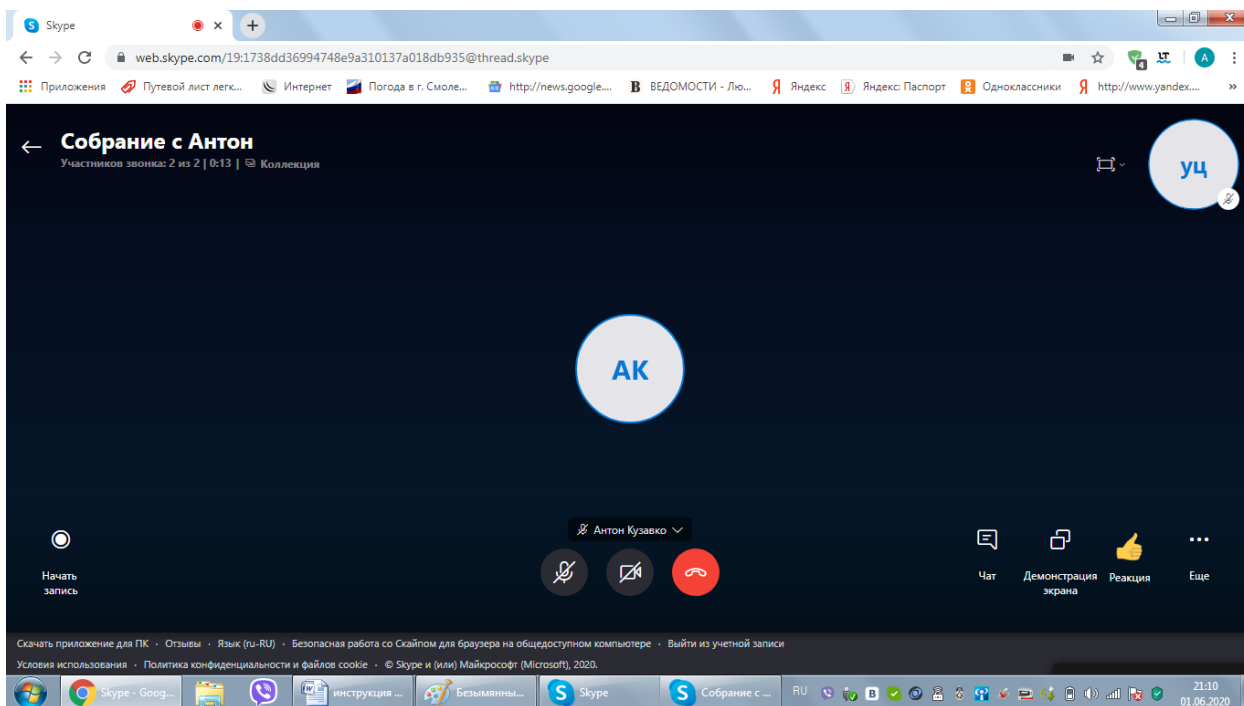 Skype
web.skype.com/19:1738dd36994748e9a310137a018db935@thread.skype
4
A
Приложения
Путевой лист легк...
Интернет
Погода в г. Смоле...
http://news.google....
ВЕДОМОСТИ - Лю...
Яндекс
Яндекс: Паспорт
Одноклассники
http://www.yandex....
»
Собрание с Антон
Участников звонка: 2 из 2 | 0:13 | Коллекция
уц
АК
Антон Кузавко
Начать
запись
Чат
Демонстрация
экрана
Реакция
Еще
Скачать приложение для ПК · Отзывы · Язык (ru-RU) · Безопасная работа со Скайпом для браузера на общедоступном компьютере · Выйти из учетной записи
Условия использования · Политика конфиденциальности и файлов cookie · © Skype и (или) Майкрософт (Microsoft), 2020.
Skype - Goog...
инструкция ...
Безымянны...
Skype
Собрание с ...
RU
21:10
01.06.2020